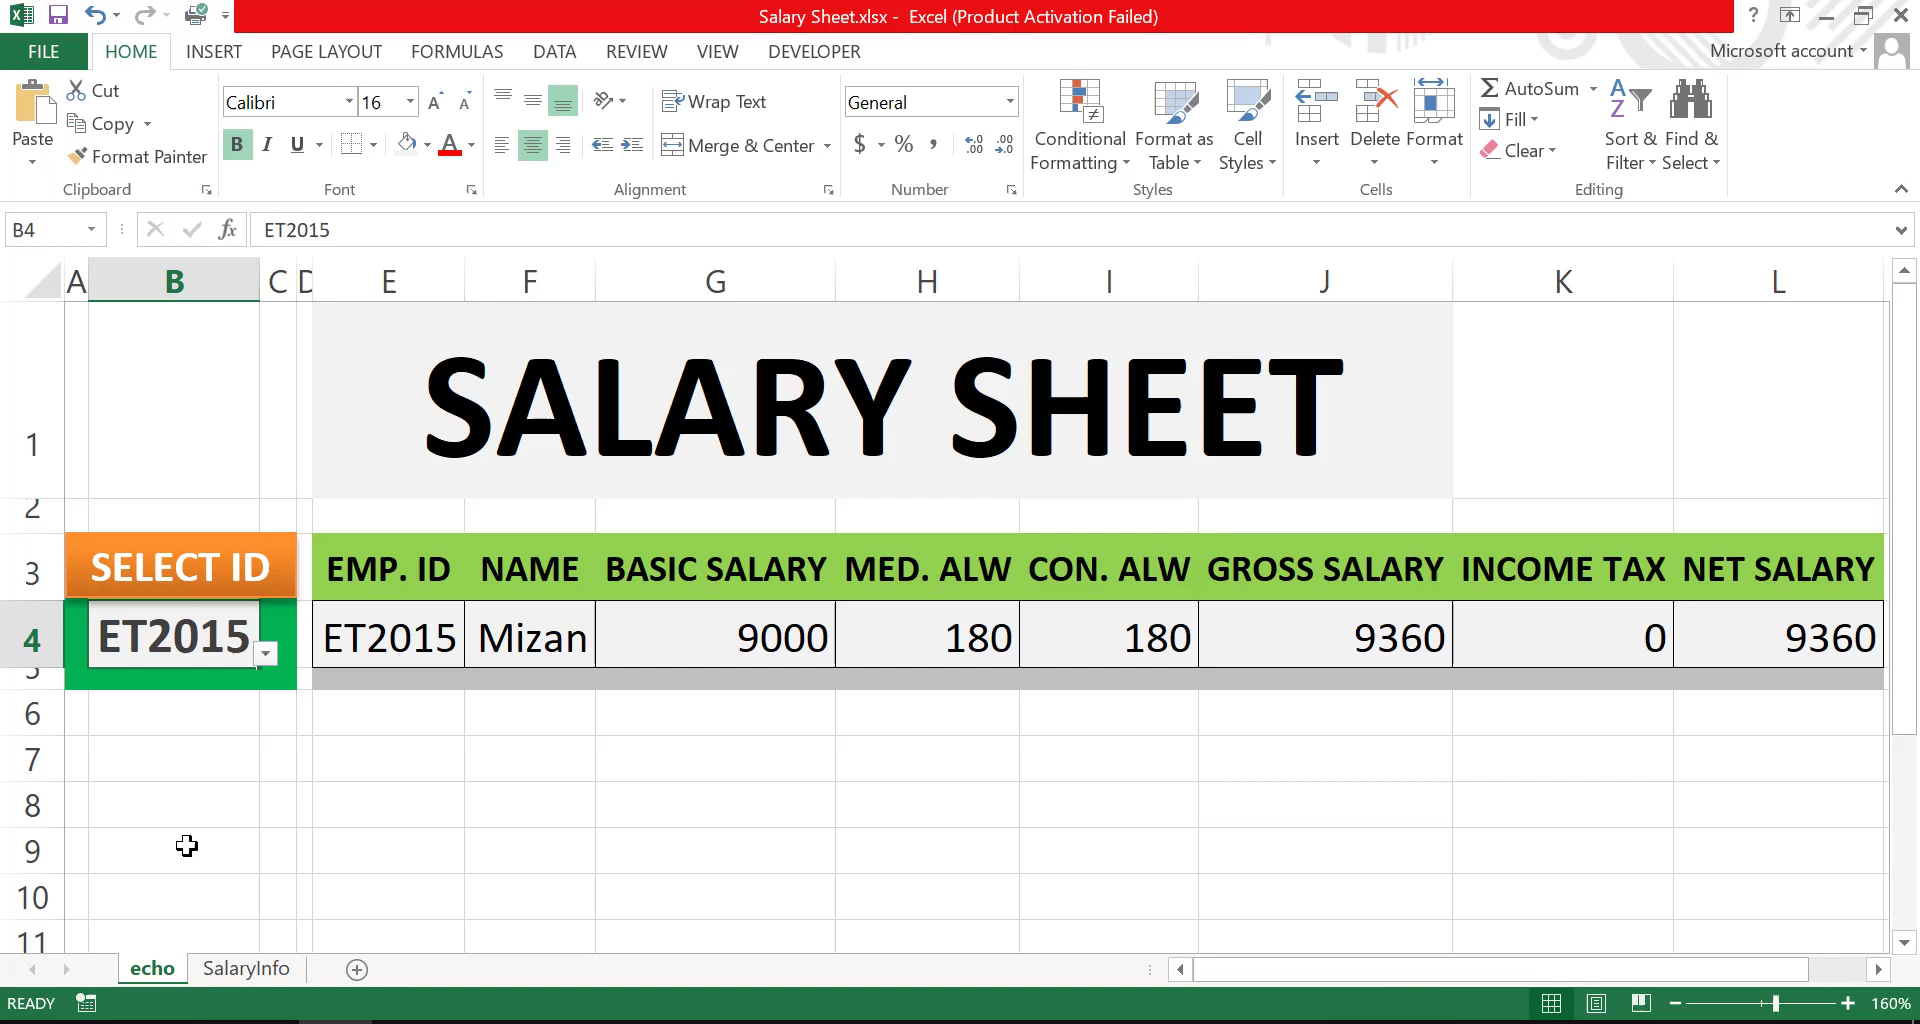 Salary Sheet.xlsx - Excel (Product Activation Failed)
?
FILE HOME INSERT PAGE LAYOUT FORMULAS DATA REVIEW VIEW DEVELOPER Microsoft account
Paste
Cut
Copy
Format Painter
Clipboard
Calibri 16
B I U A
Font
Wrap Text
Merge & Center
Alignment
General
$ % ,
Number
Conditional Formatting
Format as Table
Cell Styles
Styles
Insert
Delete
Format
Cells
AutoSum
Fill
Clear
Sort & Filter
Find & Select
Editing
B4 fx ET2015
A B C D E F G H I J K L
1 SALARY SHEET
2
3 SELECT ID EMP. ID NAME BASIC SALARY MED. ALW CON. ALW GROSS SALARY INCOME TAX NET SALARY
4 ET2015 ET2015 Mizan 9000 180 180 9360 0 9360
5
6
7
8
9
10
11
echo SalaryInfo
READY 160%